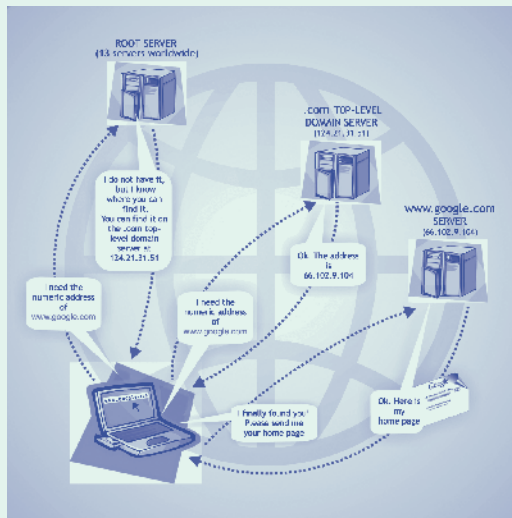 ROOT SERVER
(13 servers worldwide)
.com TOP-LEVEL
DOMAIN SERVER
(124.21.31.51)
I do not have it,
but I know
where you can
find it.
You can find it on
the .com top-
level domain
server at
124.21.31.51
www.google.com
SERVER
(66.102.9.104)
Ok. The address
is
66.102.9.104
I need the
numeric address
of
www.google.com
I need the
numeric address
of
www.google.com
I finally found you!
Please send me
your home page
Ok. Here is
my
home page
Google